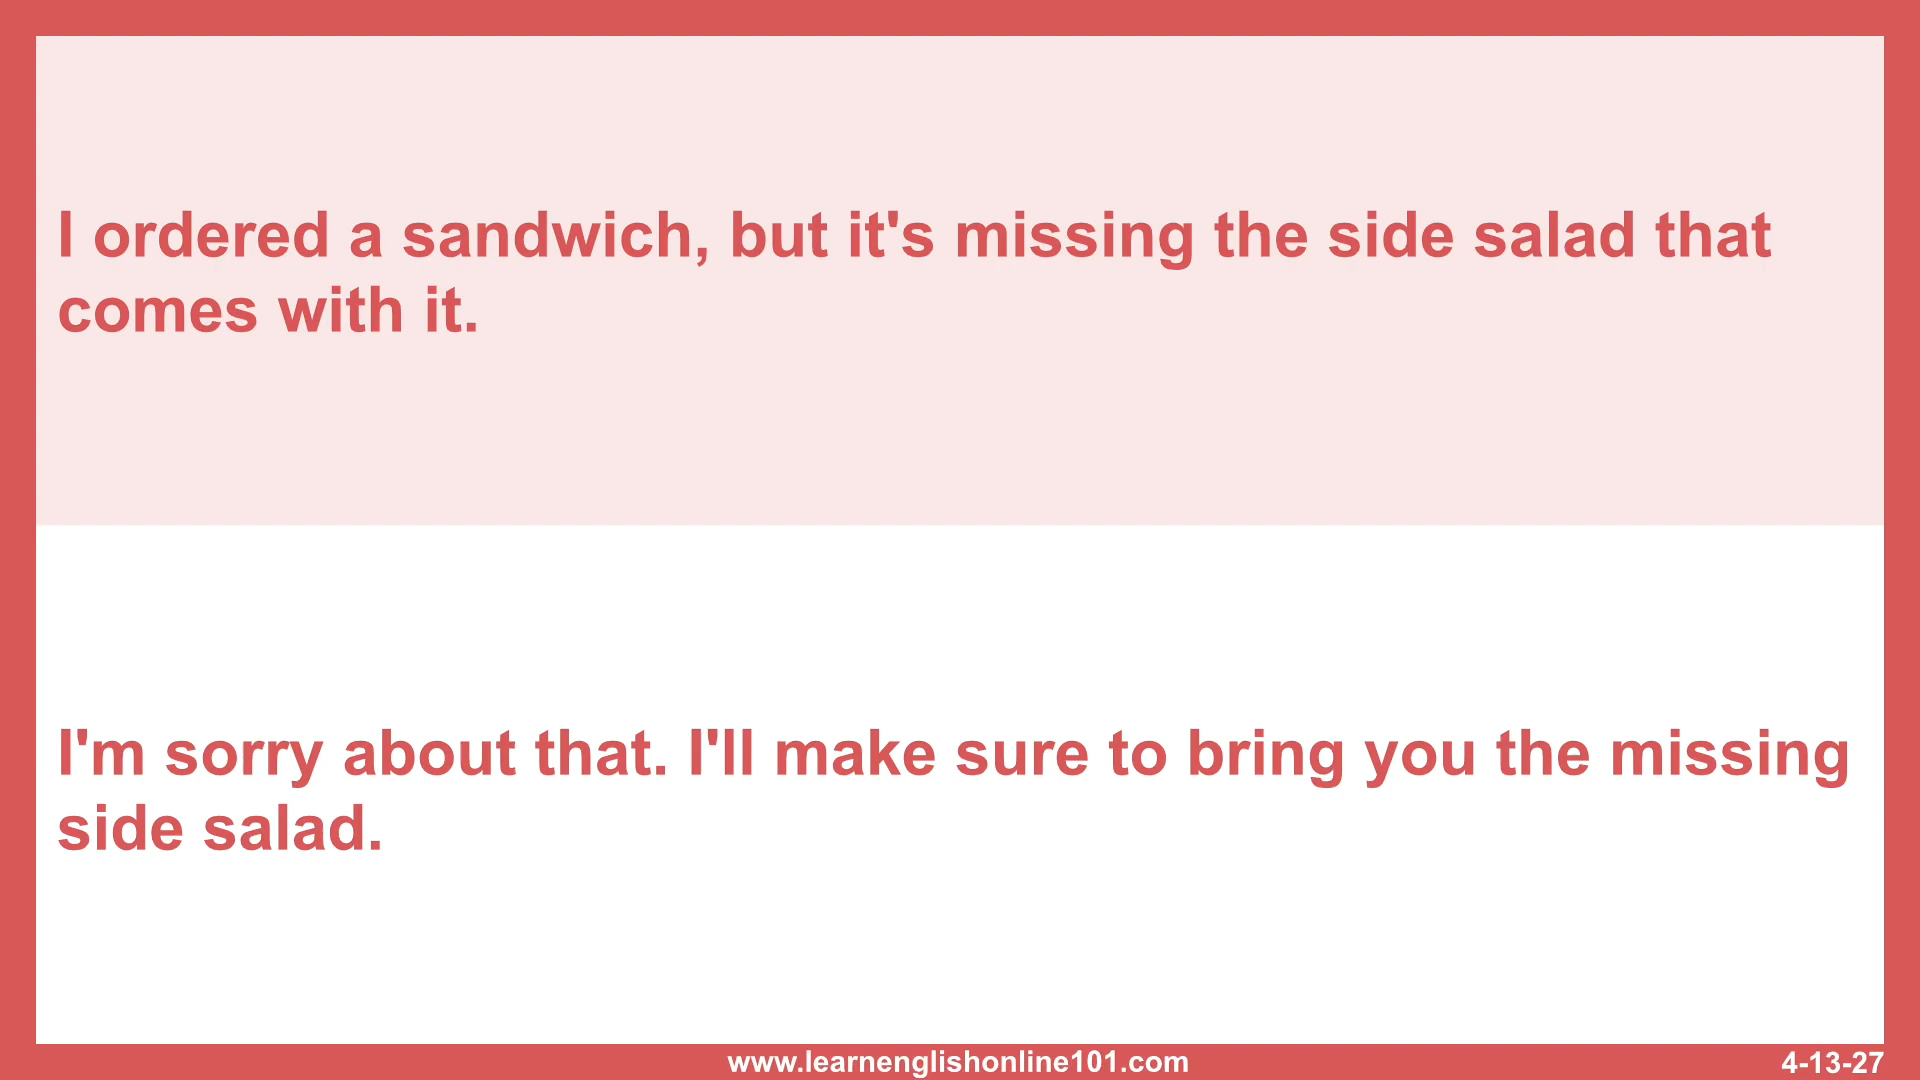 I ordered a sandwich, but it's missing the side salad that
comes with it.
I'm sorry about that. I'll make sure to bring you the missing
side salad.
www.learnenglishonline101.com
4-13-27